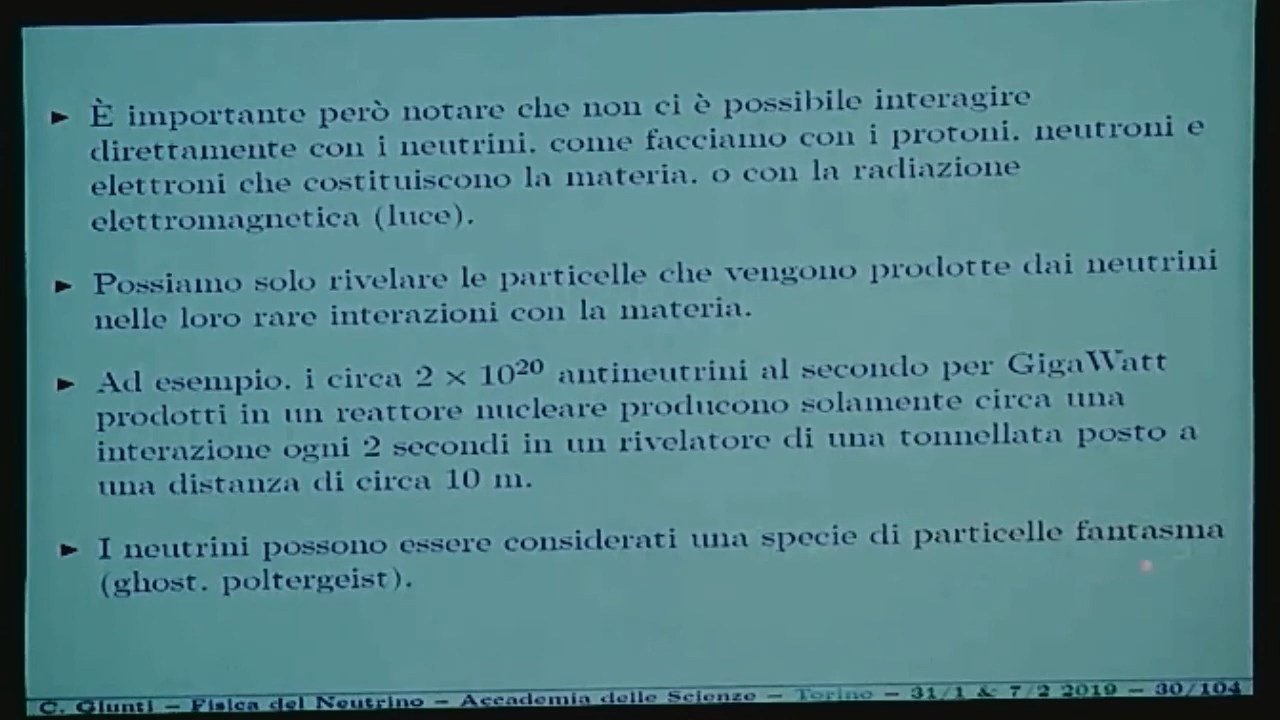 ► È importante però notare che non ci è possibile interagire
direttamente con i neutrini, come facciamo con i protoni, neutroni e
elettroni che costituiscono la materia, o con la radiazione
elettromagnetica (luce).
► Possiamo solo rivelare le particelle che vengono prodotte dai neutrini
nelle loro rare interazioni con la materia.
► Ad esempio, i circa 2 × 10²⁰ antineutrini al secondo per GigaWatt
prodotti in un reattore nucleare producono solamente circa una
interazione ogni 2 secondi in un rivelatore di una tonnellata posto a
una distanza di circa 10 m.
► I neutrini possono essere considerati una specie di particelle fantasma
(ghost, poltergeist).
C. Giunti – Fisica del Neutrino – Accademia delle Scienze – Torino – 31/1 & 7/2 2019 – 30/104